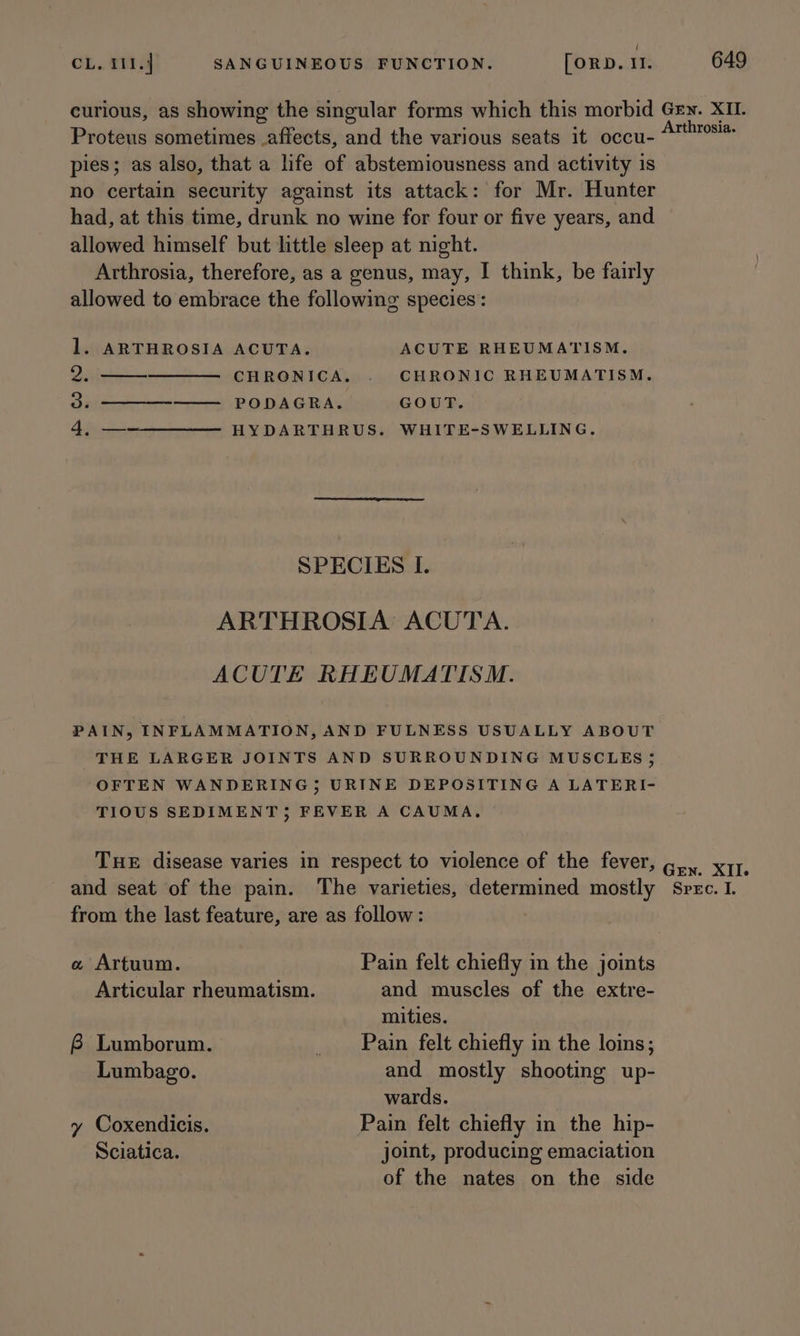 CL. III.] SANGUINEOUS FUNCTION. [ORD. II. 649
curious, as showing the singular forms which this morbid Gen. XII.
Proteus sometimes affects, and the various seats it occu- Arthrosia.
pies; as also, that a life of abstemiousness and activity is
no certain security against its attack: for Mr. Hunter
had, at this time, drunk no wine for four or five years, and
allowed himself but little sleep at night.
Arthrosia, therefore, as a genus, may, I think, be fairly
allowed to embrace the following species:
1. ARTHROSIA ACUTA. ACUTE RHEUMATISM.
2. ———— CHRONICA. CHRONIC RHEUMATISM.
3. ———— PODAGRA. GOUT.
4. ———— HYDARTHRUS. WHITE-SWELLING.
SPECIES I.
ARTHROSIA ACUTA.
ACUTE RHEUMATISM.
PAIN, INFLAMMATION, AND FULNESS USUALLY ABOUT
THE LARGER JOINTS AND SURROUNDING MUSCLES;
OFTEN WANDERING; URINE DEPOSITING A LATERI-
TIOUS SEDIMENT; FEVER A CAUMA.
THE disease varies in respect to violence of the fever, Gen. XII.
and seat of the pain. The varieties, determined mostly Spec. I.
from the last feature, are as follow:
α Artuum. Pain felt chiefly in the joints
Articular rheumatism. and muscles of the extre-
mities.
β Lumborum. Pain felt chiefly in the loins;
Lumbago. and mostly shooting up-
wards.
γ Coxendicis. Pain felt chiefly in the hip-
Sciatica. joint, producing emaciation
of the nates on the side